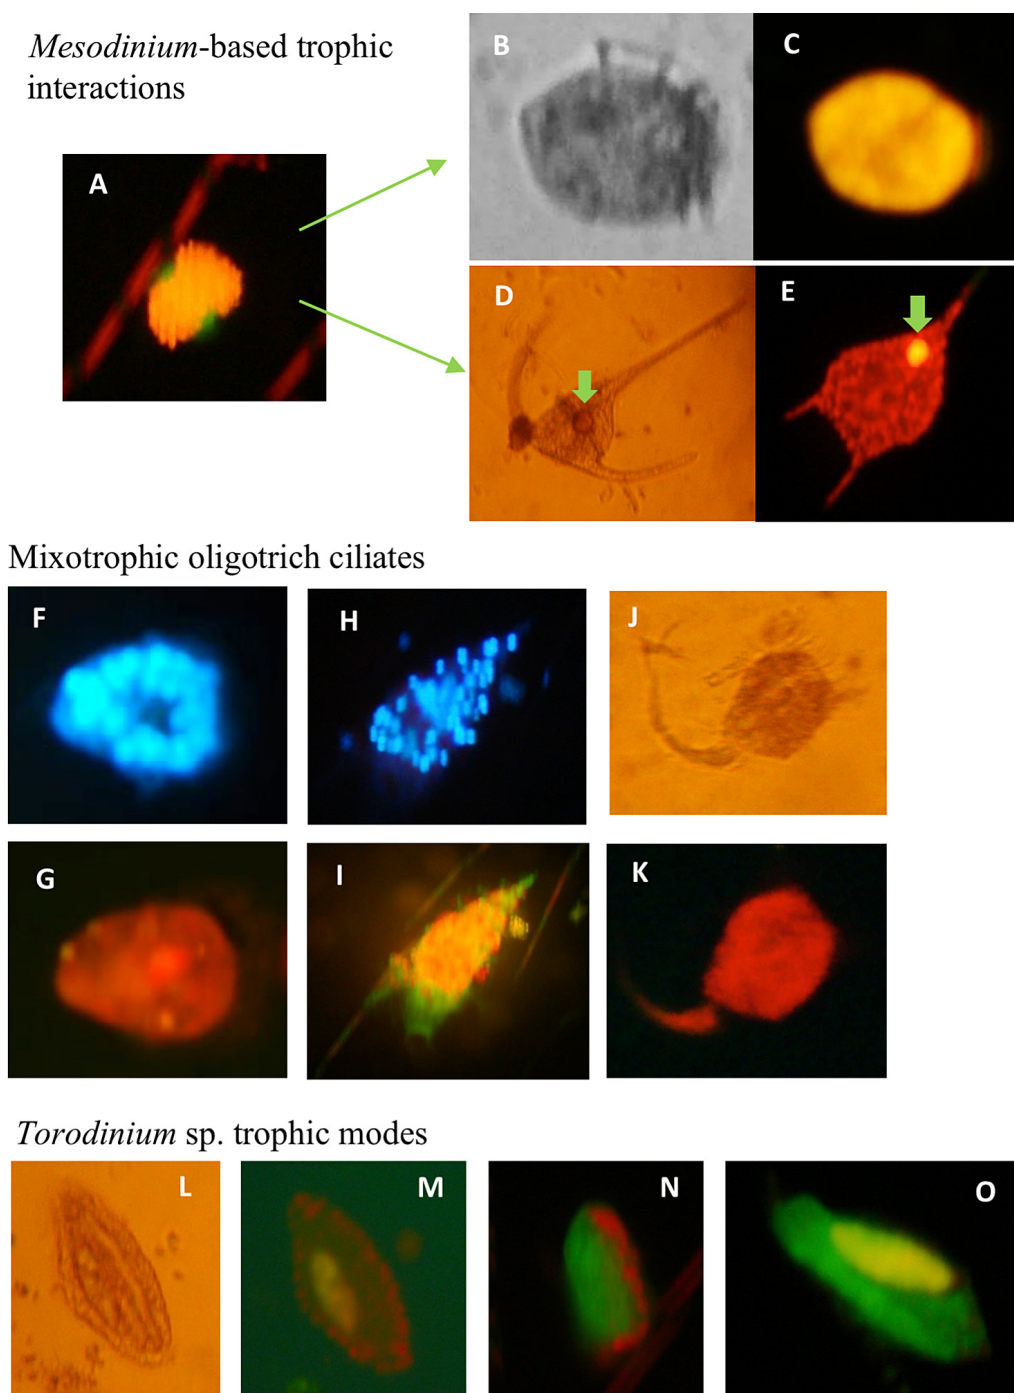 Mesodinium-based trophic
interactions
A
B
C
D
E
Mixotrophic oligotrich ciliates
F
H
J
G
I
K
Torodinium sp. trophic modes
L
M
N
O